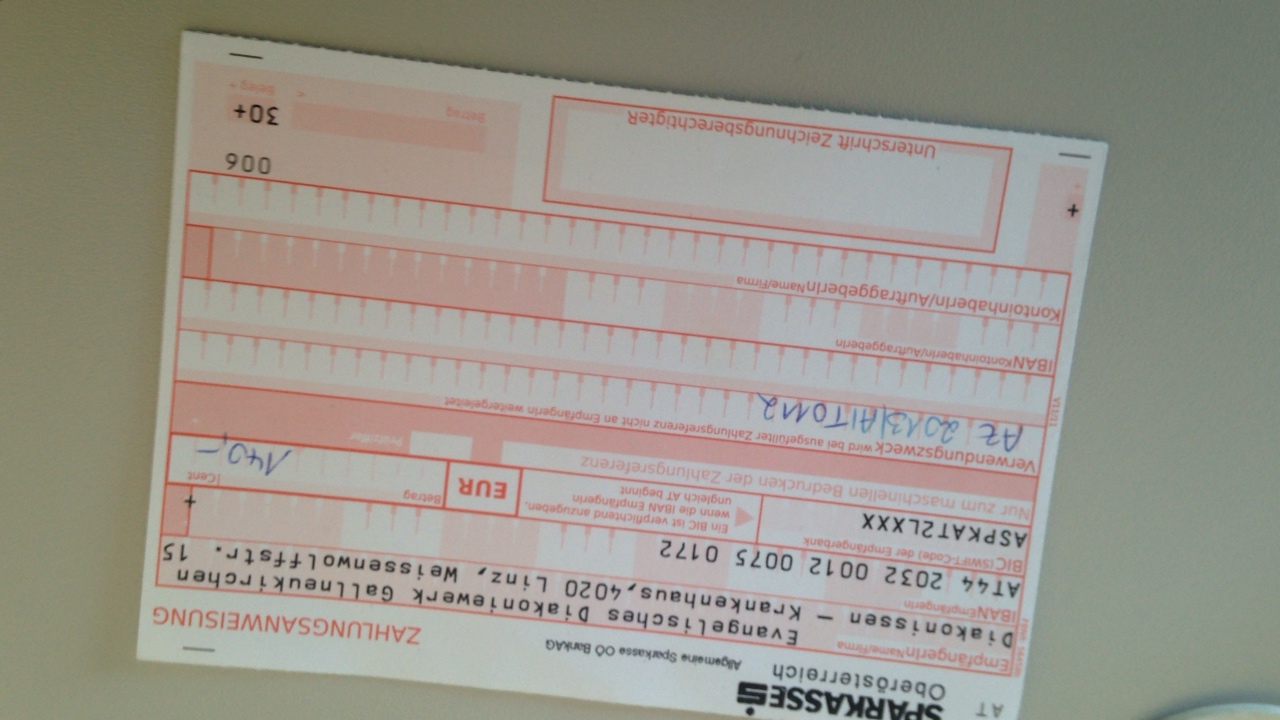 AT SPARKASSE
Oberösterreich Allgemeine Sparkasse OÖ BankAG
ZAHLUNGSANWEISUNG
EmpfängerIn Name/Firma
Evangelisches Diakoniewerk Gallneukirchen
Diakonissen – Krankenhaus,4020 Linz, Weissenwolffstr. 15
IBAN EmpfängerIn
AT44 2032 0012 0075 0172
BIC (SWIFT-Code) der Empfängerbank
ASPKAT2LXXX
Ein BIC ist verpflichtend anzugeben,
wenn die IBAN EmpfängerIn
ungleich AT beginnt
+
EUR
Betrag
Cent
140,–
Nur zum maschinellen Bedrucken der Zahlungsreferenz
Prüfziffer
Verwendungszweck wird bei ausgefüllter Zahlungsreferenz nicht an EmpfängerIn weitergeleitet
AZ 2013/A1TOM2
IBAN KontoinhaberIn/AuftraggeberIn
KontoinhaberIn/AuftraggeberIn Name/Firma
006
Unterschrift ZeichnungsberechtigteR
Betrag
30+
Beleg +
+
+